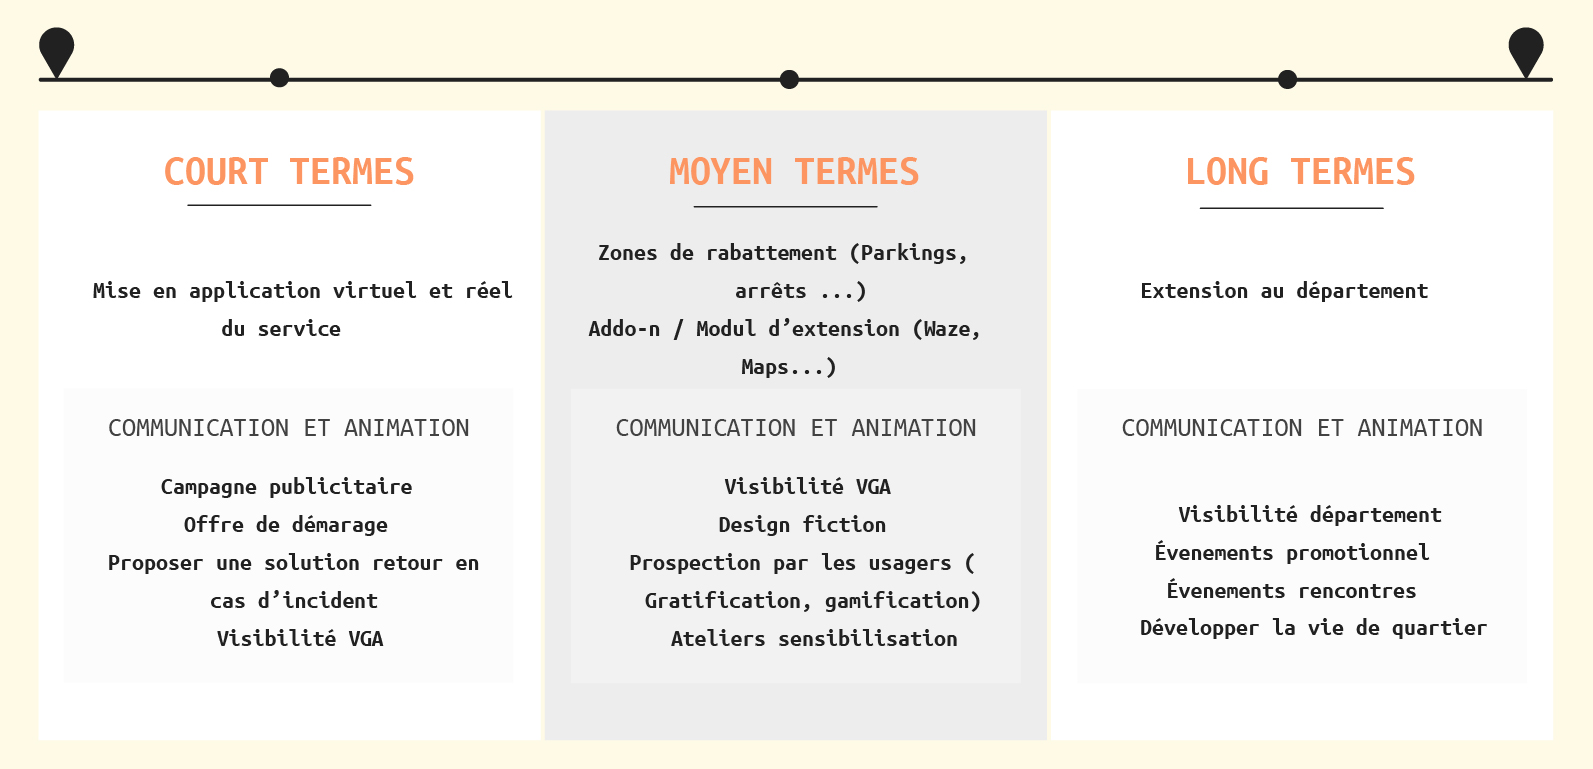 COURT TERMES
Mise en application virtuel et réel
du service
COMMUNICATION ET ANIMATION
Campagne publicitaire
Offre de démarage
Proposer une solution retour en
cas d’incident
Visibilité VGA
MOYEN TERMES
Zones de rabattement (Parkings,
arrêts ...)
Addo-n / Modul d’extension (Waze,
Maps...)
COMMUNICATION ET ANIMATION
Visibilité VGA
Design fiction
Prospection par les usagers (
Gratification, gamification)
Ateliers sensibilisation
LONG TERMES
Extension au département
COMMUNICATION ET ANIMATION
Visibilité département
Évenements promotionnel
Évenements rencontres
Développer la vie de quartier